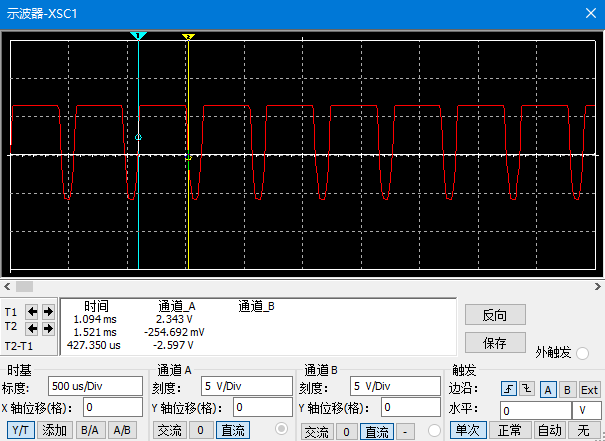 示波器-XSC1
1 2
时间 通道_A 通道_B
T1 1.094 ms 2.343 V
T2 1.521 ms -254.692 mV
T2-T1 427.350 us -2.597 V
反向
保存
外触发
时基
标度: 500 us/Div
X 轴位移(格): 0
Y/T 添加 B/A A/B
通道 A
刻度: 5 V/Div
Y 轴位移(格): 0
交流 0 直流
通道 B
刻度: 5 V/Div
Y 轴位移(格): 0
交流 0 直流 -
触发
边沿: A B Ext
水平: 0 V
单次 正常 自动 无